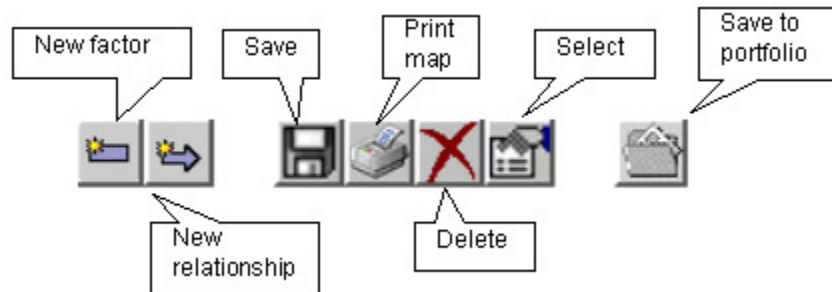 New factor
Save
Print
map
Select
Save to
portfolio
New
relationship
Delete